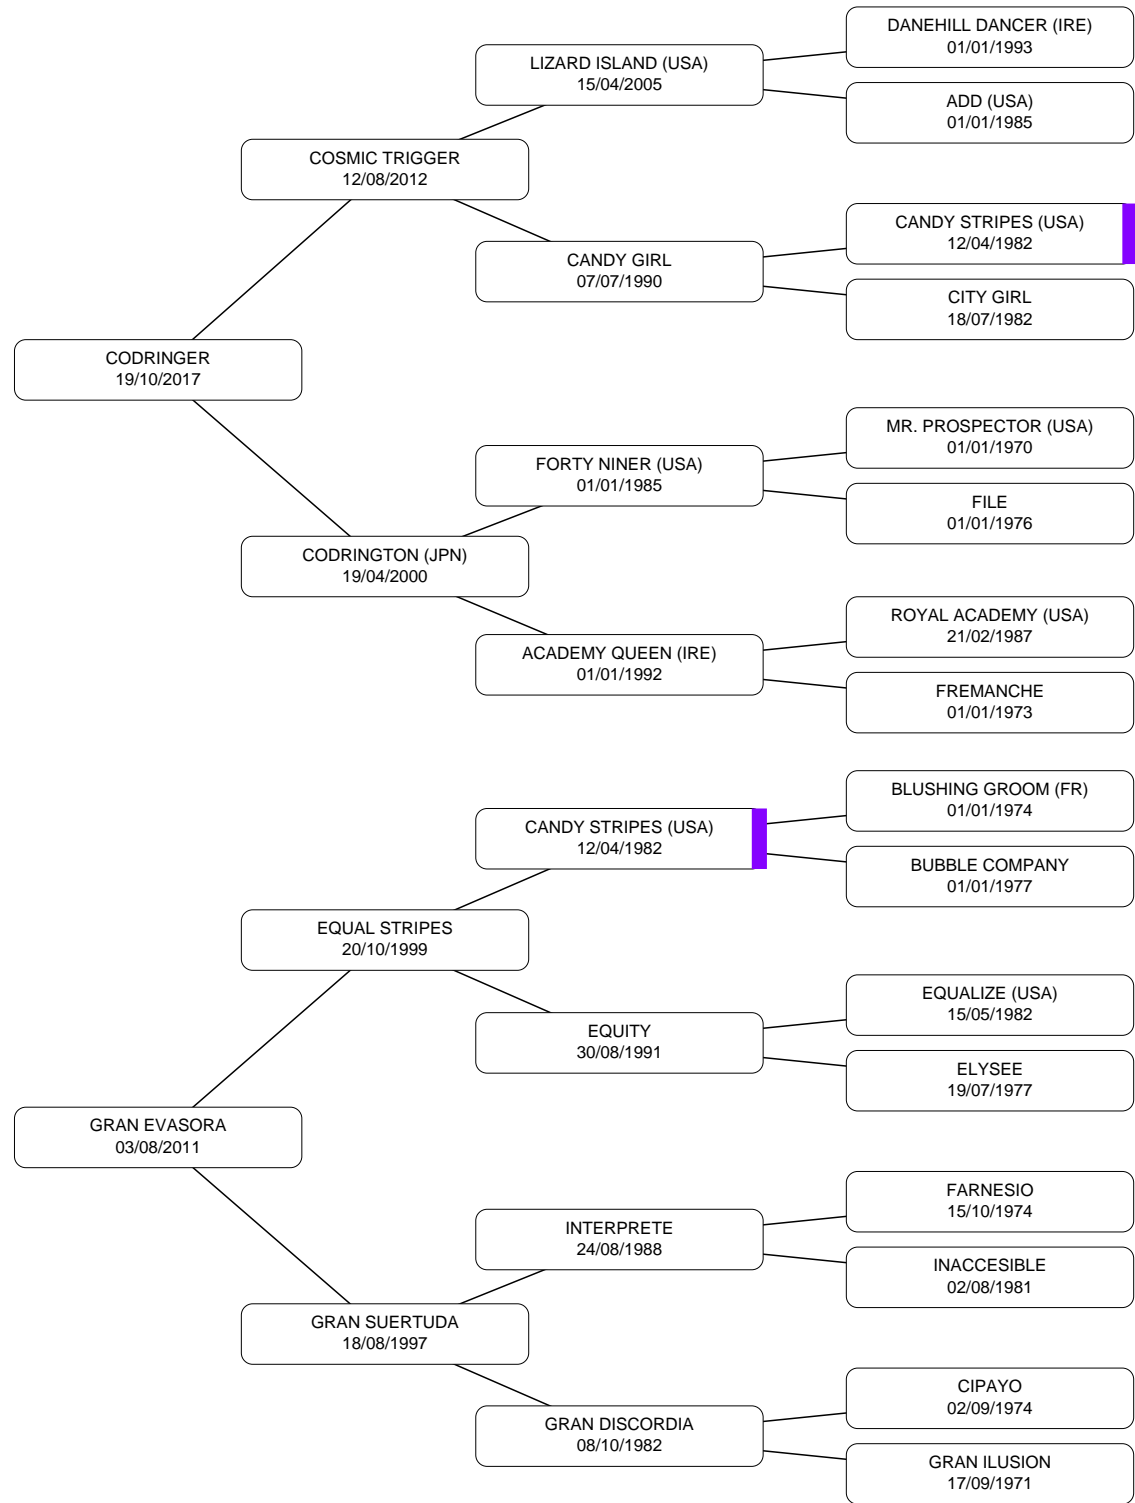 DANEHILL DANCER (IRE)
01/01/1993
LIZARD ISLAND (USA)
15/04/2005
ADD (USA)
01/01/1985
COSMIC TRIGGER
12/08/2012
CANDY STRIPES (USA)
12/04/1982
CANDY GIRL
07/07/1990
CITY GIRL
18/07/1982
CODRINGER
19/10/2017
MR. PROSPECTOR (USA)
01/01/1970
FORTY NINER (USA)
01/01/1985
FILE
01/01/1976
CODRINGTON (JPN)
19/04/2000
ROYAL ACADEMY (USA)
21/02/1987
ACADEMY QUEEN (IRE)
01/01/1992
FREMANCHE
01/01/1973
BLUSHING GROOM (FR)
01/01/1974
CANDY STRIPES (USA)
12/04/1982
BUBBLE COMPANY
01/01/1977
EQUAL STRIPES
20/10/1999
EQUALIZE (USA)
15/05/1982
EQUITY
30/08/1991
ELYSEE
19/07/1977
GRAN EVASORA
03/08/2011
FARNESIO
15/10/1974
INTERPRETE
24/08/1988
INACCESIBLE
02/08/1981
GRAN SUERTUDA
18/08/1997
CIPAYO
02/09/1974
GRAN DISCORDIA
08/10/1982
GRAN ILUSION
17/09/1971